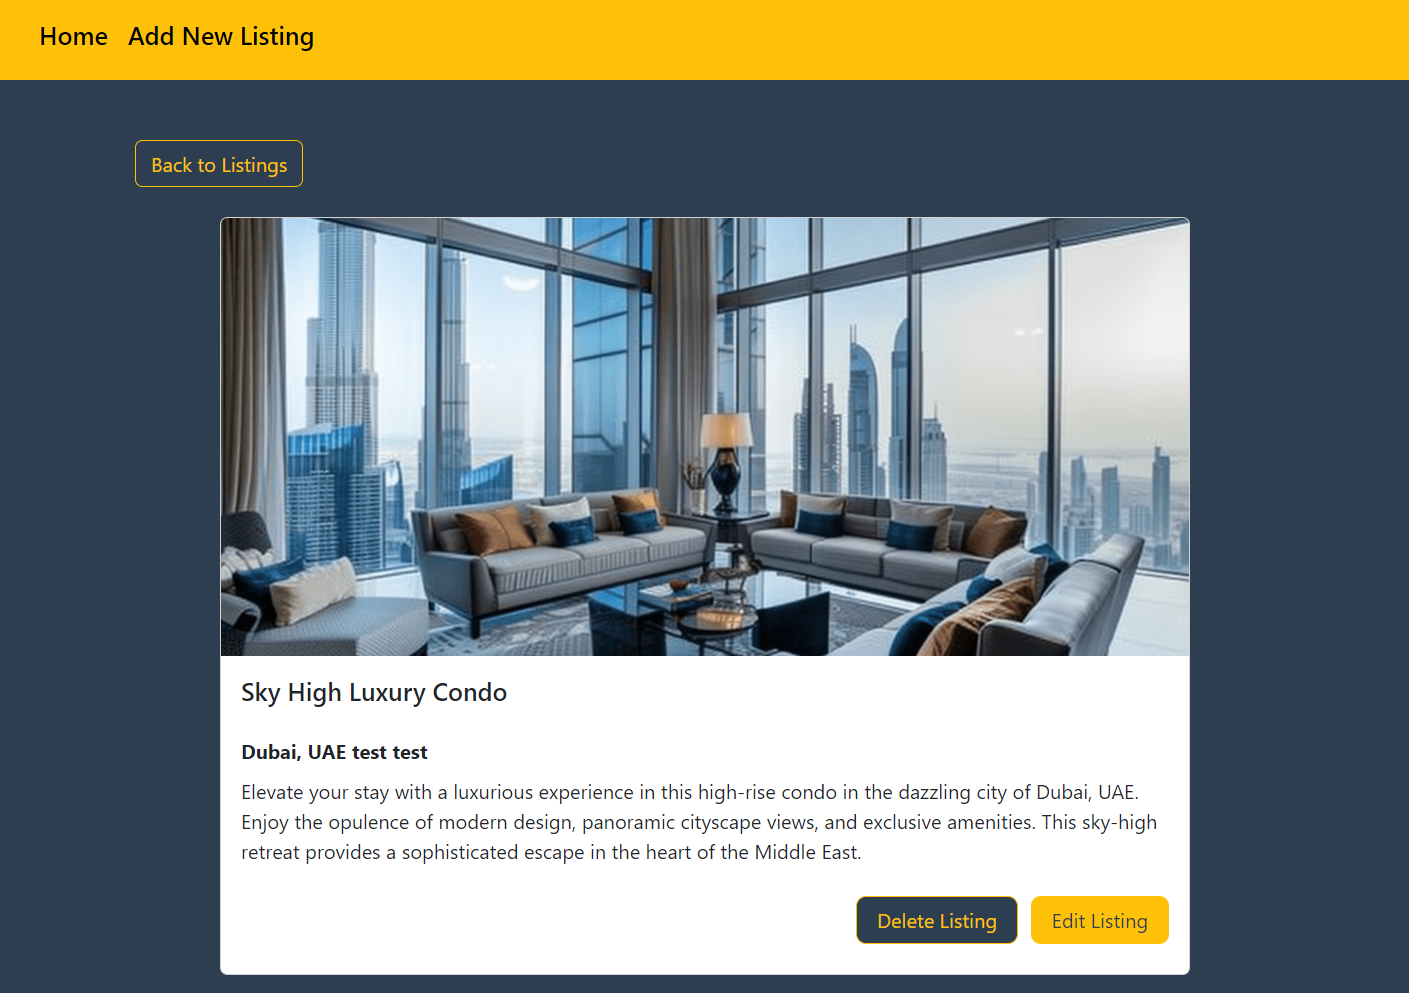 Home Add New Listing
Back to Listings
Sky High Luxury Condo
Dubai, UAE test test
Elevate your stay with a luxurious experience in this high-rise condo in the dazzling city of Dubai, UAE.
Enjoy the opulence of modern design, panoramic cityscape views, and exclusive amenities. This sky-high
retreat provides a sophisticated escape in the heart of the Middle East.
Delete Listing Edit Listing